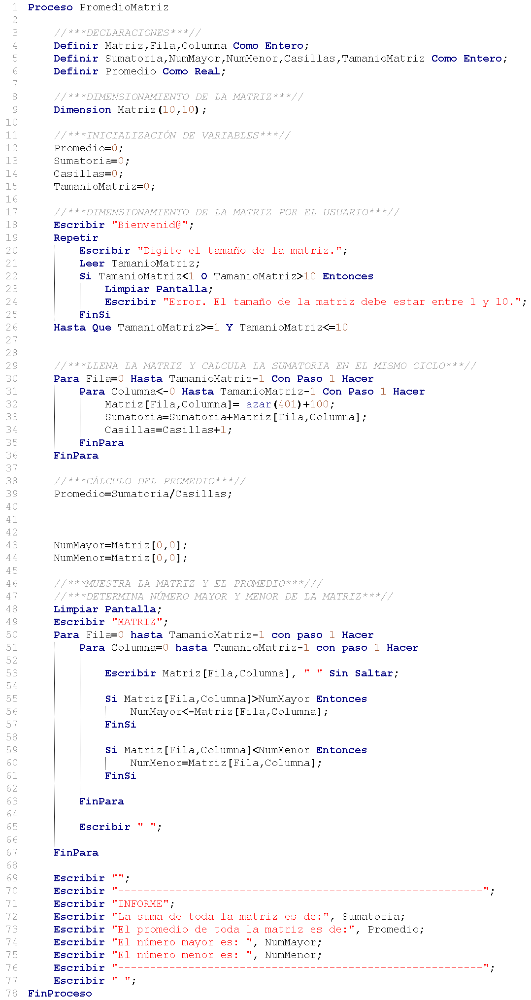 1 Proceso PromedioMatriz
2
3 //***DECLARACIONES***//
4 Definir Matriz,Fila,Columna Como Entero;
5 Definir Sumatoria,NumMayor,NumMenor,Casillas,TamanioMatriz Como Entero;
6 Definir Promedio Como Real;
7
8 //***DIMENSIONAMIENTO DE LA MATRIZ***//
9 Dimension Matriz(10,10);
10
11 //***INICIALIZACIÓN DE VARIABLES***//
12 Promedio=0;
13 Sumatoria=0;
14 Casillas=0;
15 TamanioMatriz=0;
16
17 //***DIMENSIONAMIENTO DE LA MATRIZ POR EL USUARIO***//
18 Escribir "Bienvenid@";
19 Repetir
20 Escribir "Digite el tamaño de la matriz.";
21 Leer TamanioMatriz;
22 Si TamanioMatriz<1 O TamanioMatriz>10 Entonces
23 Limpiar Pantalla;
24 Escribir "Error. El tamaño de la matriz debe estar entre 1 y 10.";
25 FinSi
26 Hasta Que TamanioMatriz>=1 Y TamanioMatriz<=10
27
28
29 //***LLENA LA MATRIZ Y CALCULA LA SUMATORIA EN EL MISMO CICLO***//
30 Para Fila=0 Hasta TamanioMatriz-1 Con Paso 1 Hacer
31 Para Columna<-0 Hasta TamanioMatriz-1 Con Paso 1 Hacer
32 Matriz[Fila,Columna]= azar(401)+100;
33 Sumatoria=Sumatoria+Matriz[Fila,Columna];
34 Casillas=Casillas+1;
35 FinPara
36 FinPara
37
38 //***CÁLCULO DEL PROMEDIO***//
39 Promedio=Sumatoria/Casillas;
40
41
42
43 NumMayor=Matriz[0,0];
44 NumMenor=Matriz[0,0];
45
46 //***MUESTRA LA MATRIZ Y EL PROMEDIO***///
47 //***DETERMINA NÚMERO MAYOR Y MENOR DE LA MATRIZ***//
48 Limpiar Pantalla;
49 Escribir "MATRIZ";
50 Para Fila=0 hasta TamanioMatriz-1 con paso 1 Hacer
51 Para Columna=0 hasta TamanioMatriz-1 con paso 1 Hacer
52
53 Escribir Matriz[Fila,Columna], " " Sin Saltar;
54
55 Si Matriz[Fila,Columna]>NumMayor Entonces
56 NumMayor<-Matriz[Fila,Columna];
57 FinSi
58
59 Si Matriz[Fila,Columna]<NumMenor Entonces
60 NumMenor=Matriz[Fila,Columna];
61 FinSi
62
63 FinPara
64
65 Escribir " ";
66
67 FinPara
68
69 Escribir "";
70 Escribir "---------------------------------------------------------";
71 Escribir "INFORME";
72 Escribir "La suma de toda la matriz es de:", Sumatoria;
73 Escribir "El promedio de toda la matriz es de:", Promedio;
74 Escribir "El número mayor es: ", NumMayor;
75 Escribir "El número menor es: ", NumMenor;
76 Escribir "---------------------------------------------------------";
77 Escribir " ";
78 FinProceso